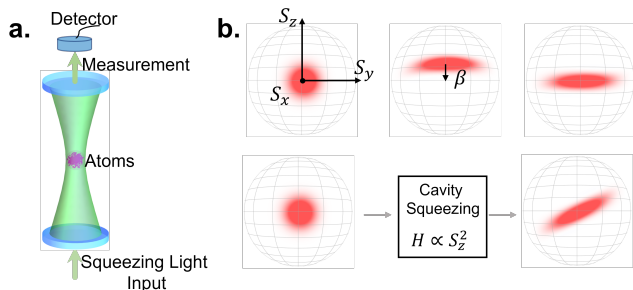 a.
Detector
Measurement
Atoms
Squeezing Light
Input
b.
S_z
S_y
S_x
β
Cavity
Squeezing
H ∝ S_z^2